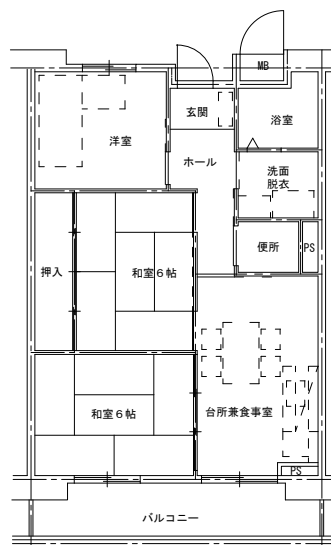 MB
玄関
浴室
洋室
ホール
洗面
脱衣
便所
PS
押入
和室6帖
和室6帖
台所兼食事室
PS
バルコニー